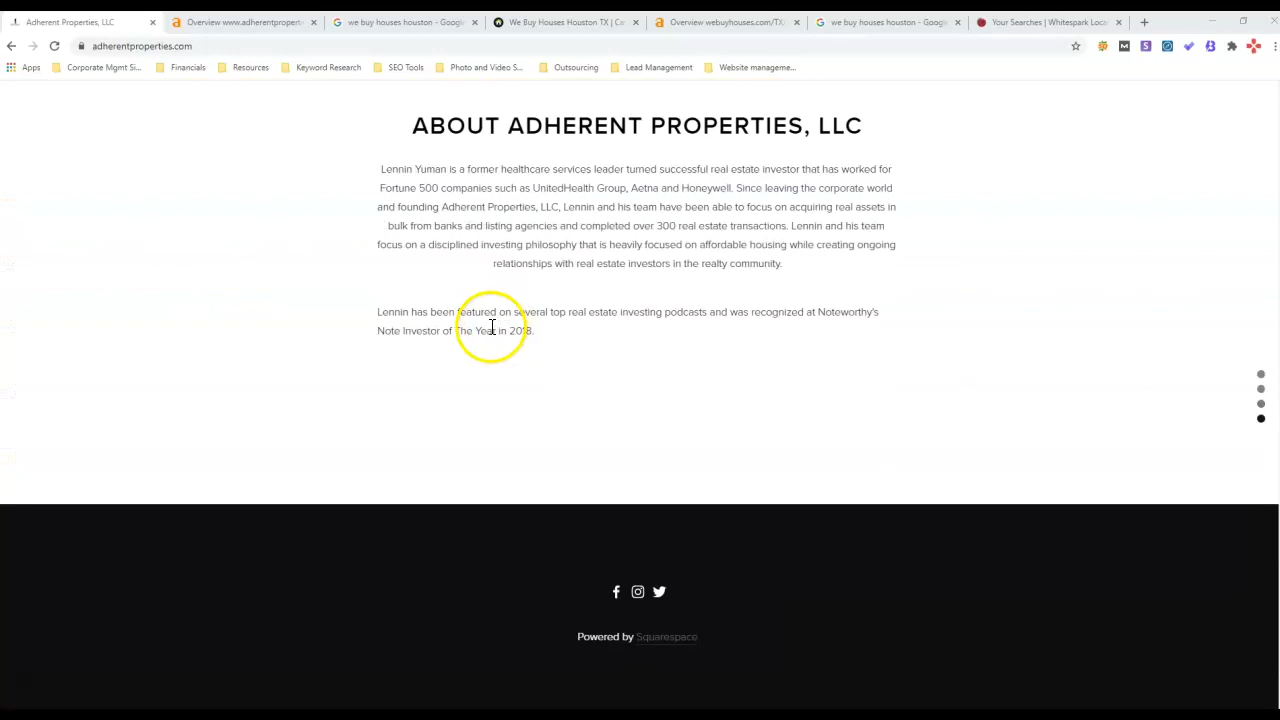 Adherent Properties, LLC
Overview www.adherentproperti
we buy houses houston - Google
We Buy Houses Houston TX | Ca
Overview webuyhouses.com/TX
we buy houses houston - Google
Your Searches | Whitespark Loca
adherentproperties.com
Apps
Corporate Mgmt Si...
Financials
Resources
Keyword Research
SEO Tools
Photo and Video S...
Outsourcing
Lead Management
Website manageme...
ABOUT ADHERENT PROPERTIES, LLC
Lennin Yuman is a former healthcare services leader turned successful real estate investor that has worked for
Fortune 500 companies such as UnitedHealth Group, Aetna and Honeywell. Since leaving the corporate world
and founding Adherent Properties, LLC, Lennin and his team have been able to focus on acquiring real assets in
bulk from banks and listing agencies and completed over 300 real estate transactions. Lennin and his team
focus on a disciplined investing philosophy that is heavily focused on affordable housing while creating ongoing
relationships with real estate investors in the realty community.
Lennin has been featured on several top real estate investing podcasts and was recognized at Noteworthy's
Note Investor of The Year in 2018.
Powered by Squarespace